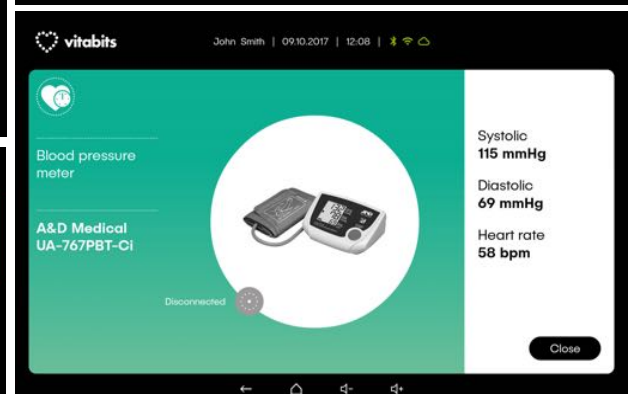 vitabits
John Smith | 09.10.2017 | 12:08 |
Blood pressure
meter
A&D Medical
UA-767PBT-Ci
Disconnected
Systolic
115 mmHg
Diastolic
69 mmHg
Heart rate
58 bpm
Close